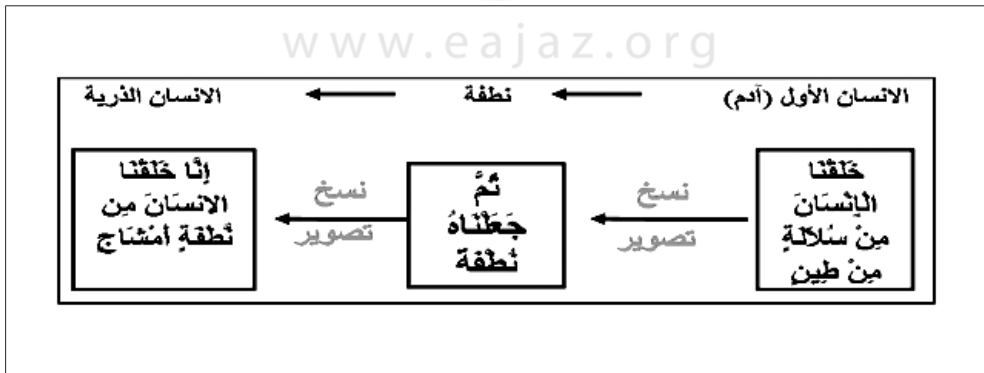 www.eajaz.org
الانسان الأول (آدم)
نطفة
الانسان الذرية
خَلَقْنَا
الْإِنْسَانَ
مِنْ سُلَالَةٍ
مِنْ طِينٍ
نسخ
تصوير
ثُمَّ
جَعَلْنَاهُ
نُطْفَة
نسخ
تصوير
إِنَّا خَلَقْنَا
الانسَانَ مِن
نُطْفَةٍ أَمْشَاجٍ